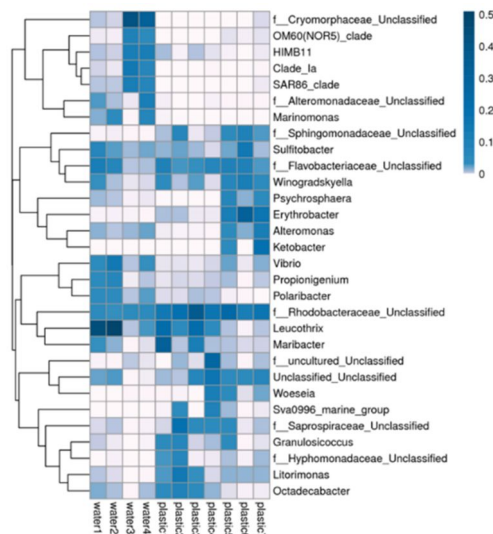 f__Cryomorphaceae_Unclassified
OM60(NOR5)_clade
HIMB11
Clade_Ia
SAR86_clade
f__Alteromonadaceae_Unclassified
Marinomonas
f__Sphingomonadaceae_Unclassified
Sulfitobacter
f__Flavobacteriaceae_Unclassified
Winogradskyella
Psychrosphaera
Erythrobacter
Alteromonas
Ketobacter
Vibrio
Propionigenium
Polaribacter
f__Rhodobacteraceae_Unclassified
Leucothrix
Maribacter
f__uncultured_Unclassified
Unclassified_Unclassified
Woeseia
Sva0996_marine_group
f__Saprospiraceae_Unclassified
Granulosicoccus
f__Hyphomonadaceae_Unclassified
Litorimonas
Octadecabacter
0.5
0.4
0.3
0.2
0.1
0
water1
water2
water3
water4
plastic
plastic
plastic
plastic
plastic
plastic
plastic